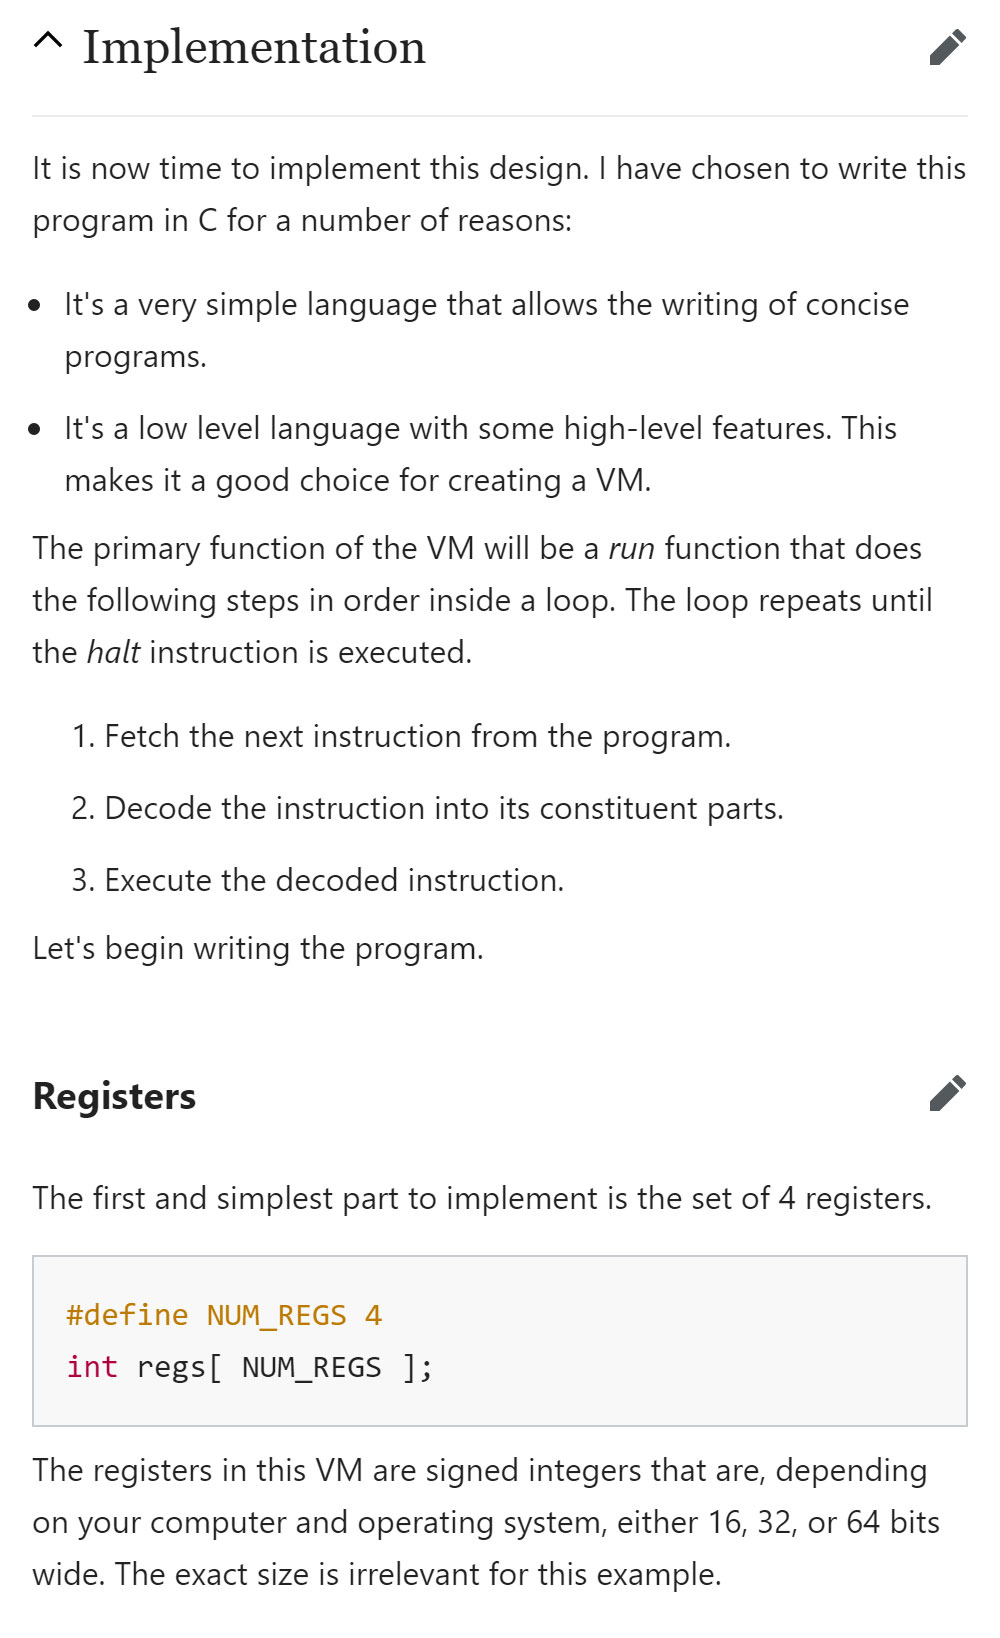 Implementation
It is now time to implement this design. I have chosen to write this
program in C for a number of reasons:
It's a very simple language that allows the writing of concise
programs.
It's a low level language with some high-level features. This
makes it a good choice for creating a VM.
The primary function of the VM will be a run function that does
the following steps in order inside a loop. The loop repeats until
the halt instruction is executed.
1. Fetch the next instruction from the program.
2. Decode the instruction into its constituent parts.
3. Execute the decoded instruction.
Let's begin writing the program.
Registers
The first and simplest part to implement is the set of 4 registers.
#define NUM_REGS 4
int regs[ NUM_REGS ];
The registers in this VM are signed integers that are, depending
on your computer and operating system, either 16, 32, or 64 bits
wide. The exact size is irrelevant for this example.